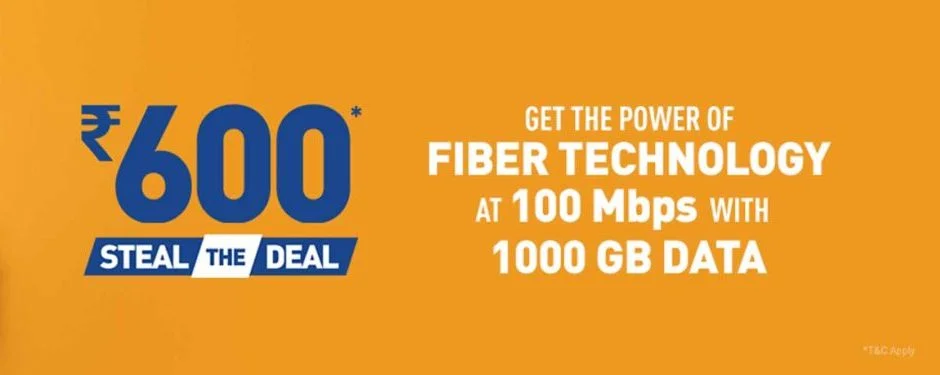 ₹600*
STEAL THE DEAL
GET THE POWER OF
FIBER TECHNOLOGY
AT 100 Mbps WITH
1000 GB DATA
*T&C Apply